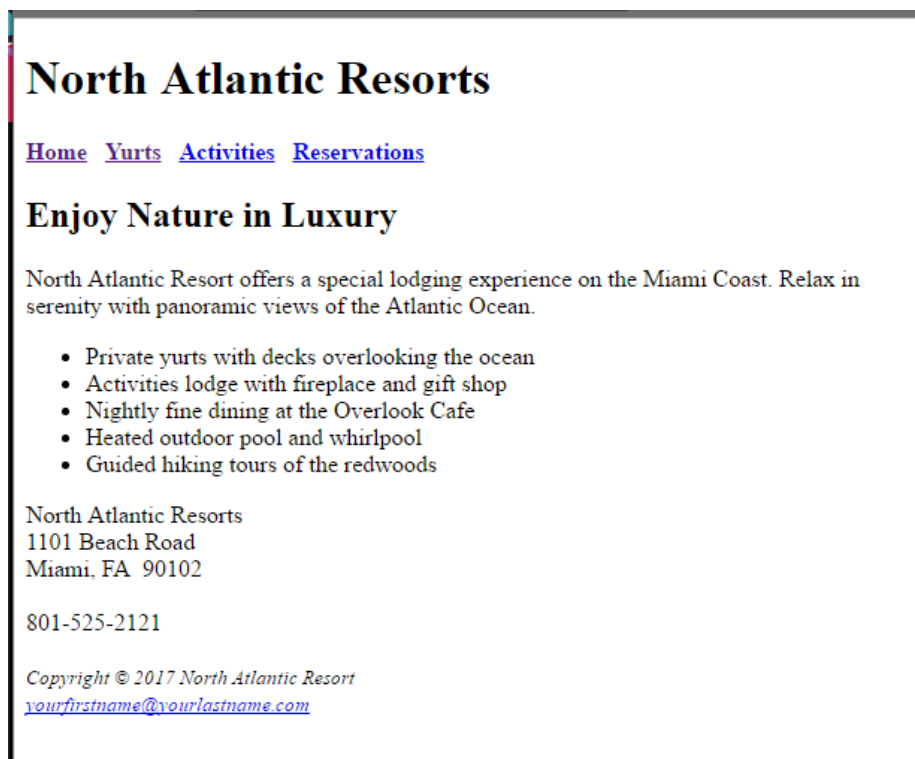 North Atlantic Resorts
Home Yurts Activities Reservations
Enjoy Nature in Luxury
North Atlantic Resort offers a special lodging experience on the Miami Coast. Relax in
serenity with panoramic views of the Atlantic Ocean.
• Private yurts with decks overlooking the ocean
• Activities lodge with fireplace and gift shop
• Nightly fine dining at the Overlook Cafe
• Heated outdoor pool and whirlpool
• Guided hiking tours of the redwoods
North Atlantic Resorts
1101 Beach Road
Miami, FA 90102
801-525-2121
Copyright © 2017 North Atlantic Resort
yourfirstname@yourlastname.com